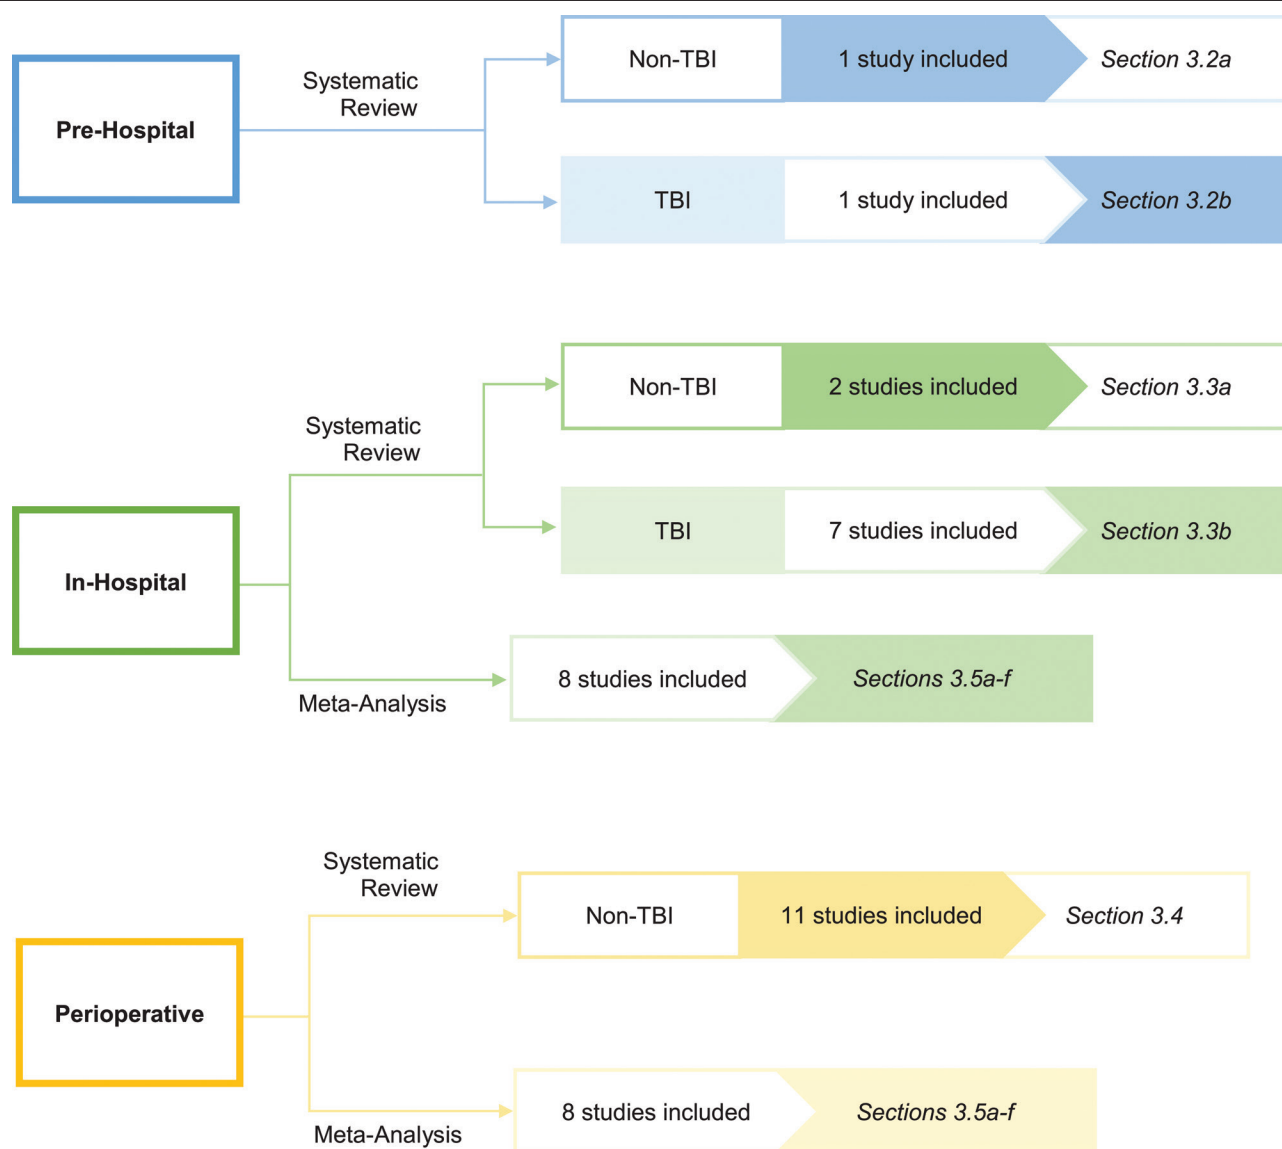 Pre-Hospital
Systematic
Review
Non-TBI
1 study included
Section 3.2a
TBI
1 study included
Section 3.2b
In-Hospital
Systematic
Review
Non-TBI
2 studies included
Section 3.3a
TBI
7 studies included
Section 3.3b
Meta-Analysis
8 studies included
Sections 3.5a-f
Perioperative
Systematic
Review
Non-TBI
11 studies included
Section 3.4
Meta-Analysis
8 studies included
Sections 3.5a-f